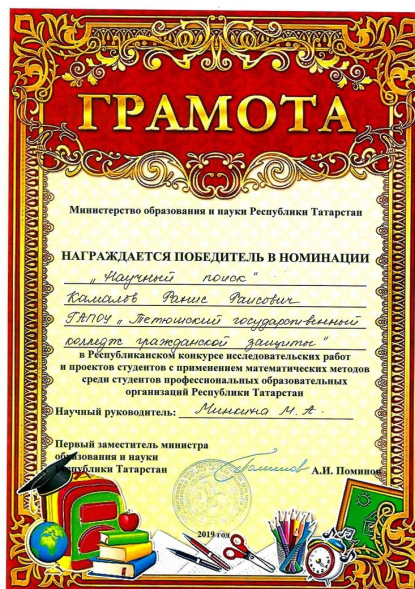 ГРАМОТА
Министерство образования и науки Республики Татарстан
НАГРАЖДАЕТСЯ ПОБЕДИТЕЛЬ В НОМИНАЦИИ
„Научный поиск"
Камалов Ранис Раисович
ГАПОУ „Тетюшский государственный
колледж гражданской защиты"
в Республиканском конкурсе исследовательских работ
и проектов студентов с применением математических методов
среди студентов профессиональных образовательных
организаций Республики Татарстан
Научный руководитель: Минкина М.А.
Первый заместитель министра
образования и науки
Республики Татарстан
А.И. Поминов
2019 год